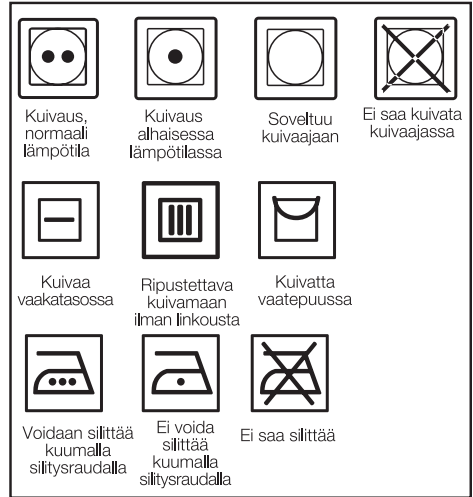 Kuivaus,
normaali
lämpötila
Kuivaus
alhaisessa
lämpötilassa
Soveltuu
kuivaajaan
Ei saa kuivata
kuivaajassa
Kuivaa
vaakatasossa
Ripustettava
kuivamaan
ilman linkousta
Kuivatta
vaatepuussa
Voidaan silittää
kuumalla
silitysraudalla
Ei voida
silittää
kuumalla
silitysraudalla
Ei saa silittää